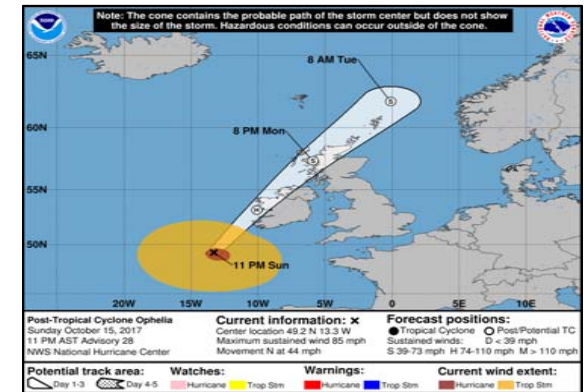 Note: The cone contains the probable path of the storm center but does not show
the size of the storm. Hazardous conditions can occur outside of the cone.
65N
8 AM Tue
S
60N
8 PM Mon
S
55N
H
50N
11 PM Sun
20W 15W 10W 5W 0 5E 10E
Post-Tropical Cyclone Ophelia
Sunday October 15, 2017
11 PM AST Advisory 28
NWS National Hurricane Center
Current information: x
Center location 49.2 N 13.3 W
Maximum sustained wind 85 mph
Movement N at 44 mph
Forecast positions:
Tropical Cyclone Post/Potential TC
Sustained winds: D < 39 mph
S 39-73 mph H 74-110 mph M > 110 mph
Potential track area:
Day 1-3 Day 4-5
Watches:
Hurricane Trop Stm
Warnings:
Hurricane Trop Stm
Current wind extent:
Hurricane Trop Stm